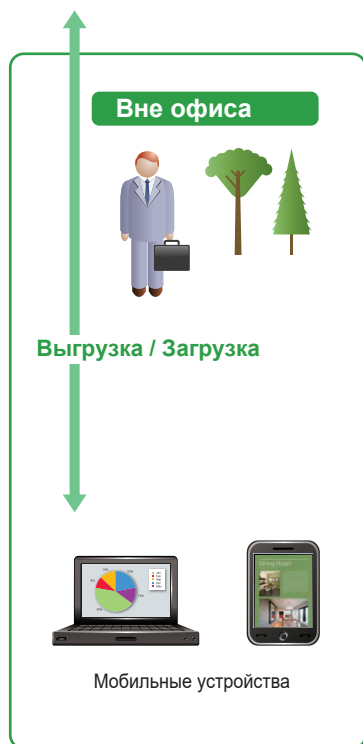 Вне офиса
Выгрузка / Загрузка
Мобильные устройства